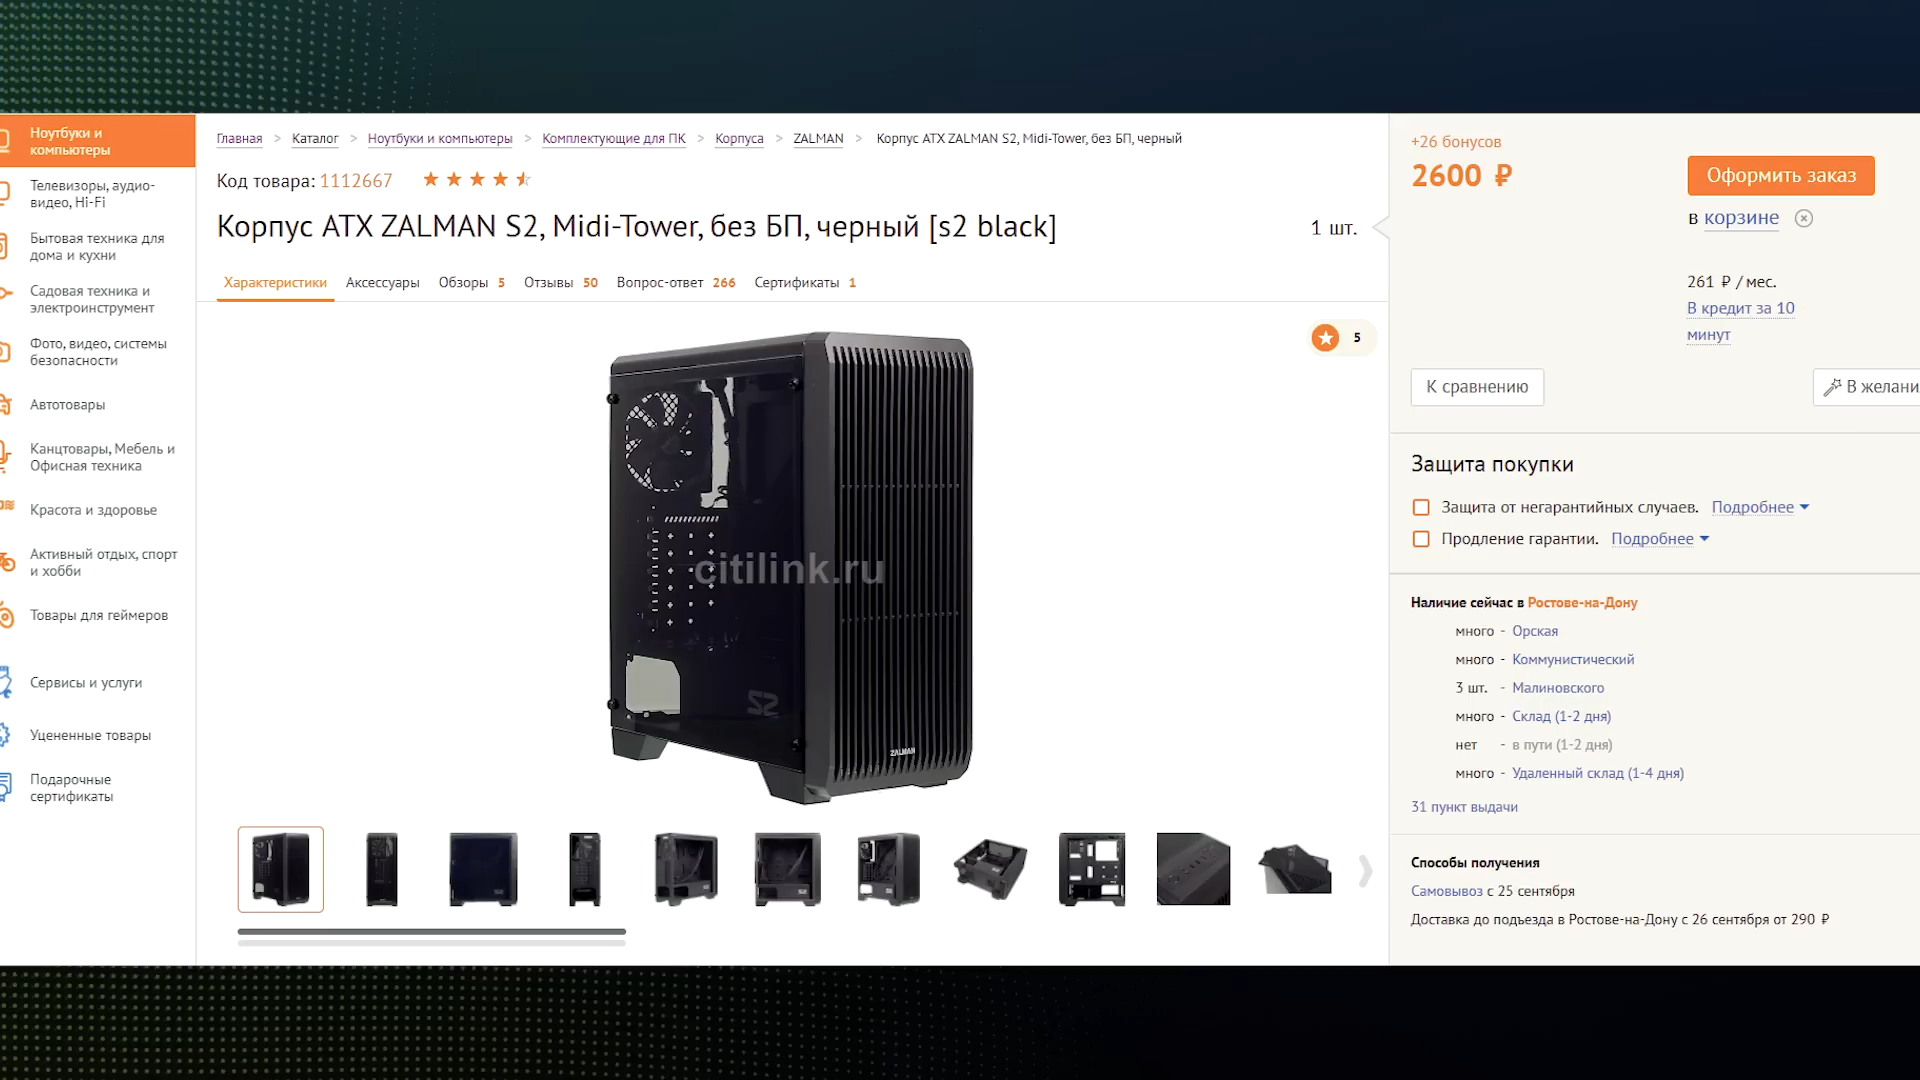 Ноутбуки и
компьютеры
Телевизоры, аудио-
видео, Hi-Fi
Бытовая техника для
дома и кухни
Садовая техника и
электроинструмент
Фото, видео, системы
безопасности
Автотовары
Канцтовары, Мебель и
Офисная техника
Красота и здоровье
Активный отдых, спорт
и хобби
Товары для геймеров
Сервисы и услуги
Уцененные товары
Подарочные
сертификаты
Главная > Каталог > Ноутбуки и компьютеры > Комплектующие для ПК > Корпуса > ZALMAN > Корпус ATX ZALMAN S2, Midi-Tower, без БП, черный
Код товара: 1112667
Корпус ATX ZALMAN S2, Midi-Tower, без БП, черный [s2 black]
1 шт.
Характеристики Аксессуары Обзоры 5 Отзывы 50 Вопрос-ответ 266 Сертификаты 1
5
citilink.ru
S2
ZALMAN
+26 бонусов
2600 ₽
Оформить заказ
в корзине
261 ₽ / мес.
В кредит за 10
минут
К сравнению
В желани
Защита покупки
Защита от негарантийных случаев. Подробнее
Продление гарантии. Подробнее
Наличие сейчас в Ростове-на-Дону
много - Орская
много - Коммунистический
3 шт. - Малиновского
много - Склад (1-2 дня)
нет - в пути (1-2 дня)
много - Удаленный склад (1-4 дня)
31 пункт выдачи
Способы получения
Самовывоз с 25 сентября
Доставка до подъезда в Ростове-на-Дону с 26 сентября от 290 ₽